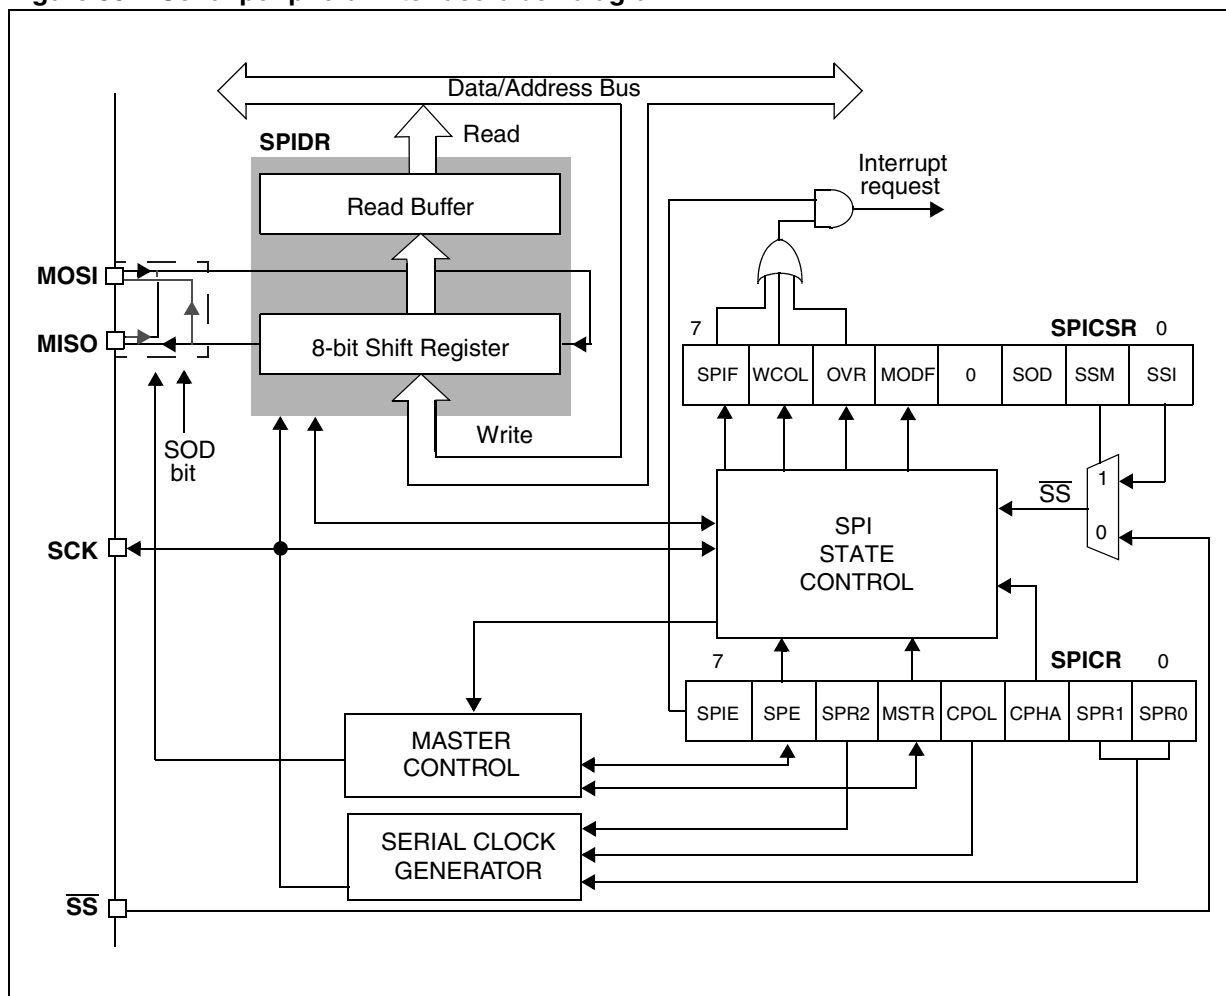 Data/Address Bus
SPIDR
Read
Interrupt
request
Read Buffer
MOSI
MISO
8-bit Shift Register
7
SPICSR 0
SPIF WCOL OVR MODF 0 SOD SSM SSI
SOD
bit
Write
1
SS
0
SCK
SPI
STATE
CONTROL
7
SPICR 0
SPIE SPE SPR2 MSTR CPOL CPHA SPR1 SPR0
MASTER
CONTROL
SERIAL CLOCK
GENERATOR
SS